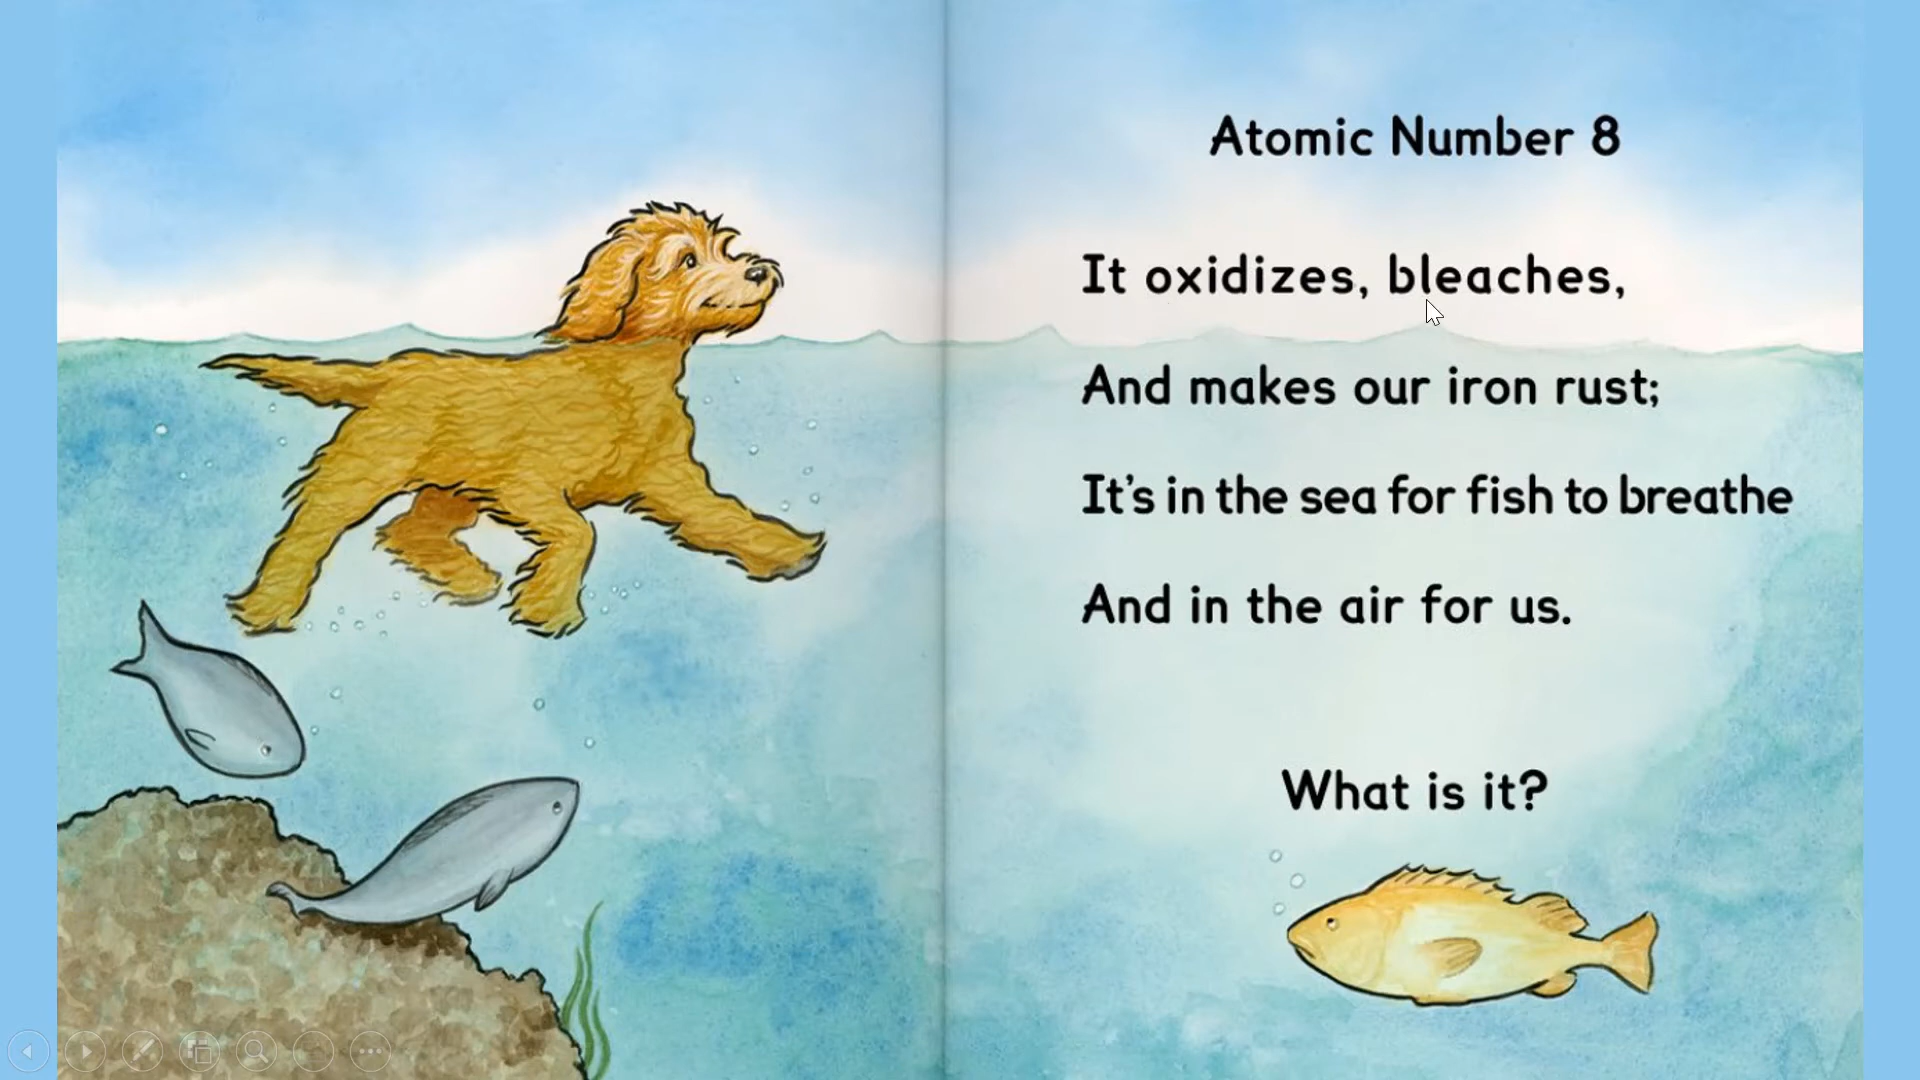 Atomic Number 8
It oxidizes, bleaches,
And makes our iron rust;
It's in the sea for fish to breathe
And in the air for us.
What is it?